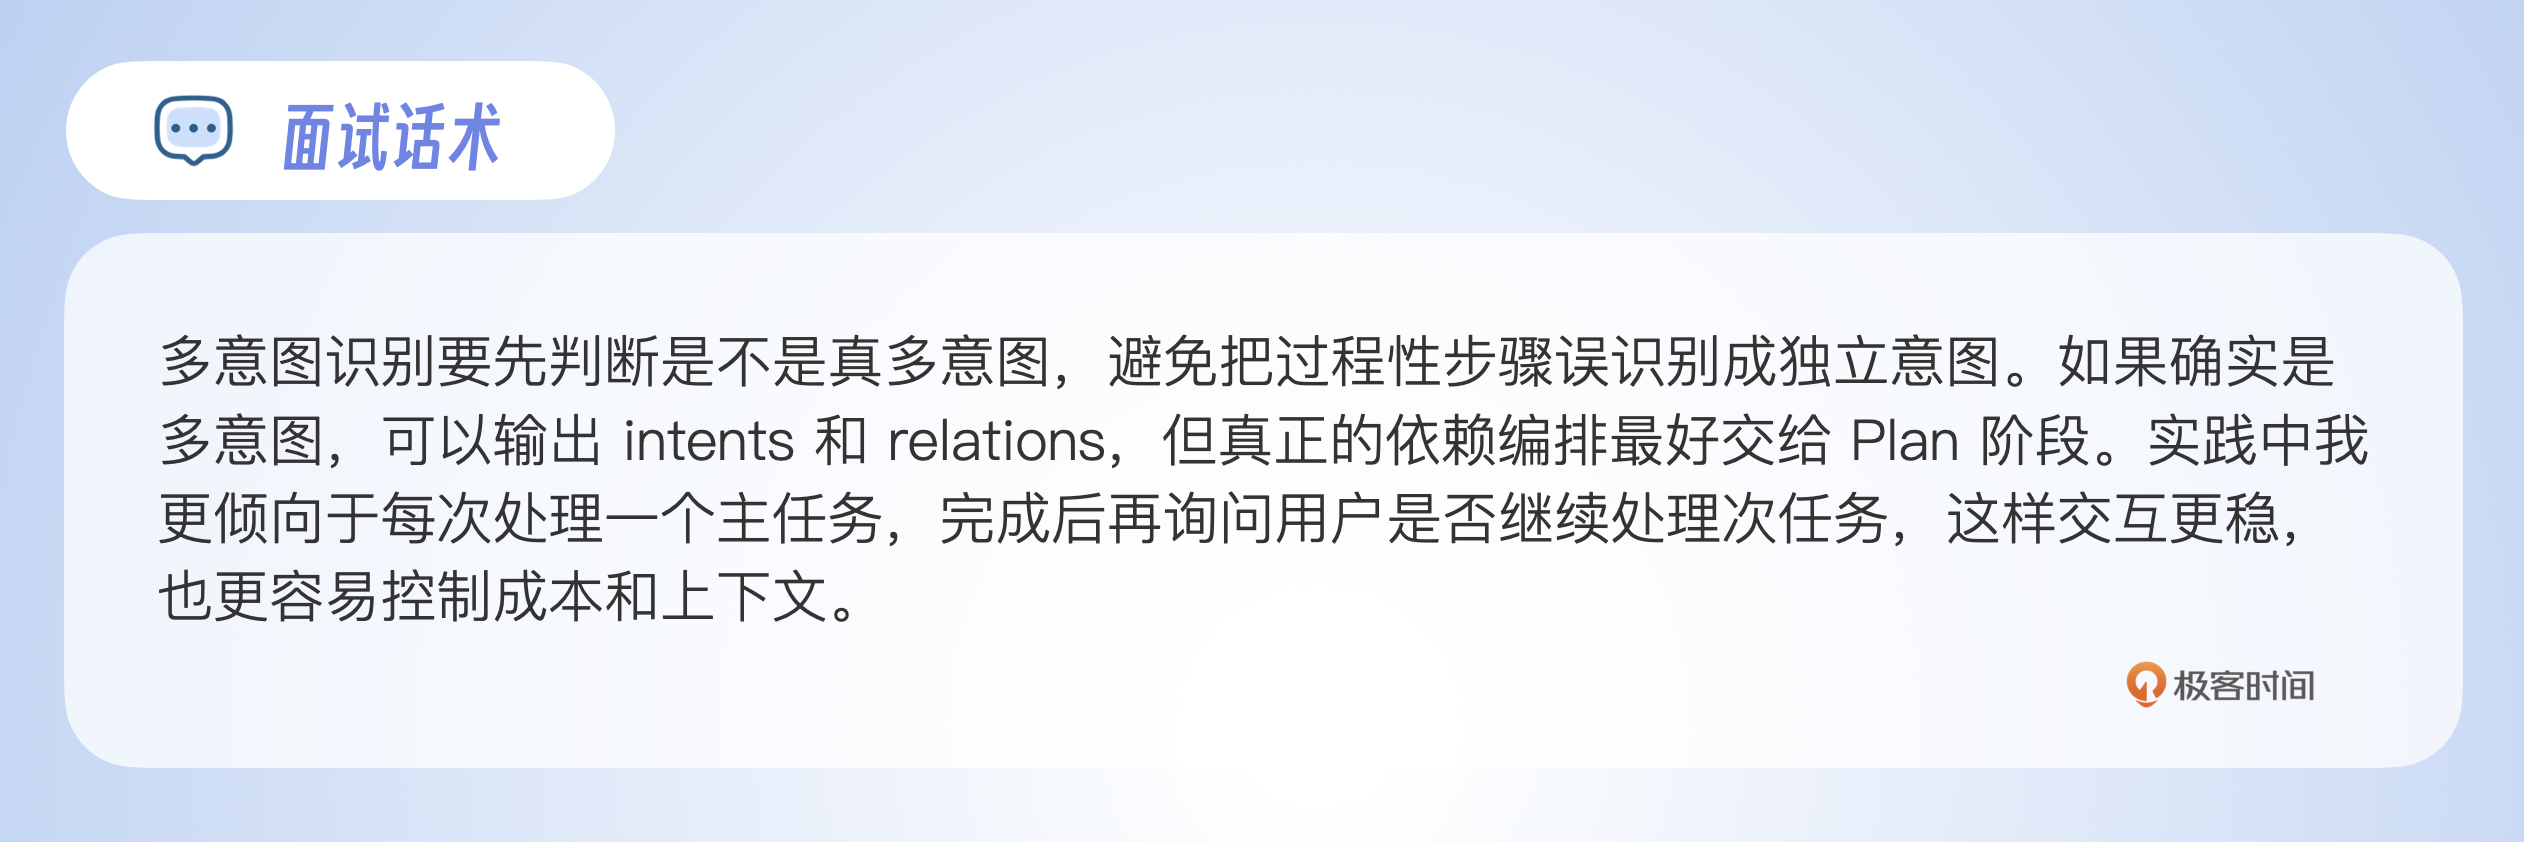 面试话术
多意图识别要先判断是不是真多意图，避免把过程性步骤误识别成独立意图。如果确实是
多意图，可以输出 intents 和 relations，但真正的依赖编排最好交给 Plan 阶段。实践中我
更倾向于每次处理一个主任务，完成后再询问用户是否继续处理次任务，这样交互更稳，
也更容易控制成本和上下文。
极客时间